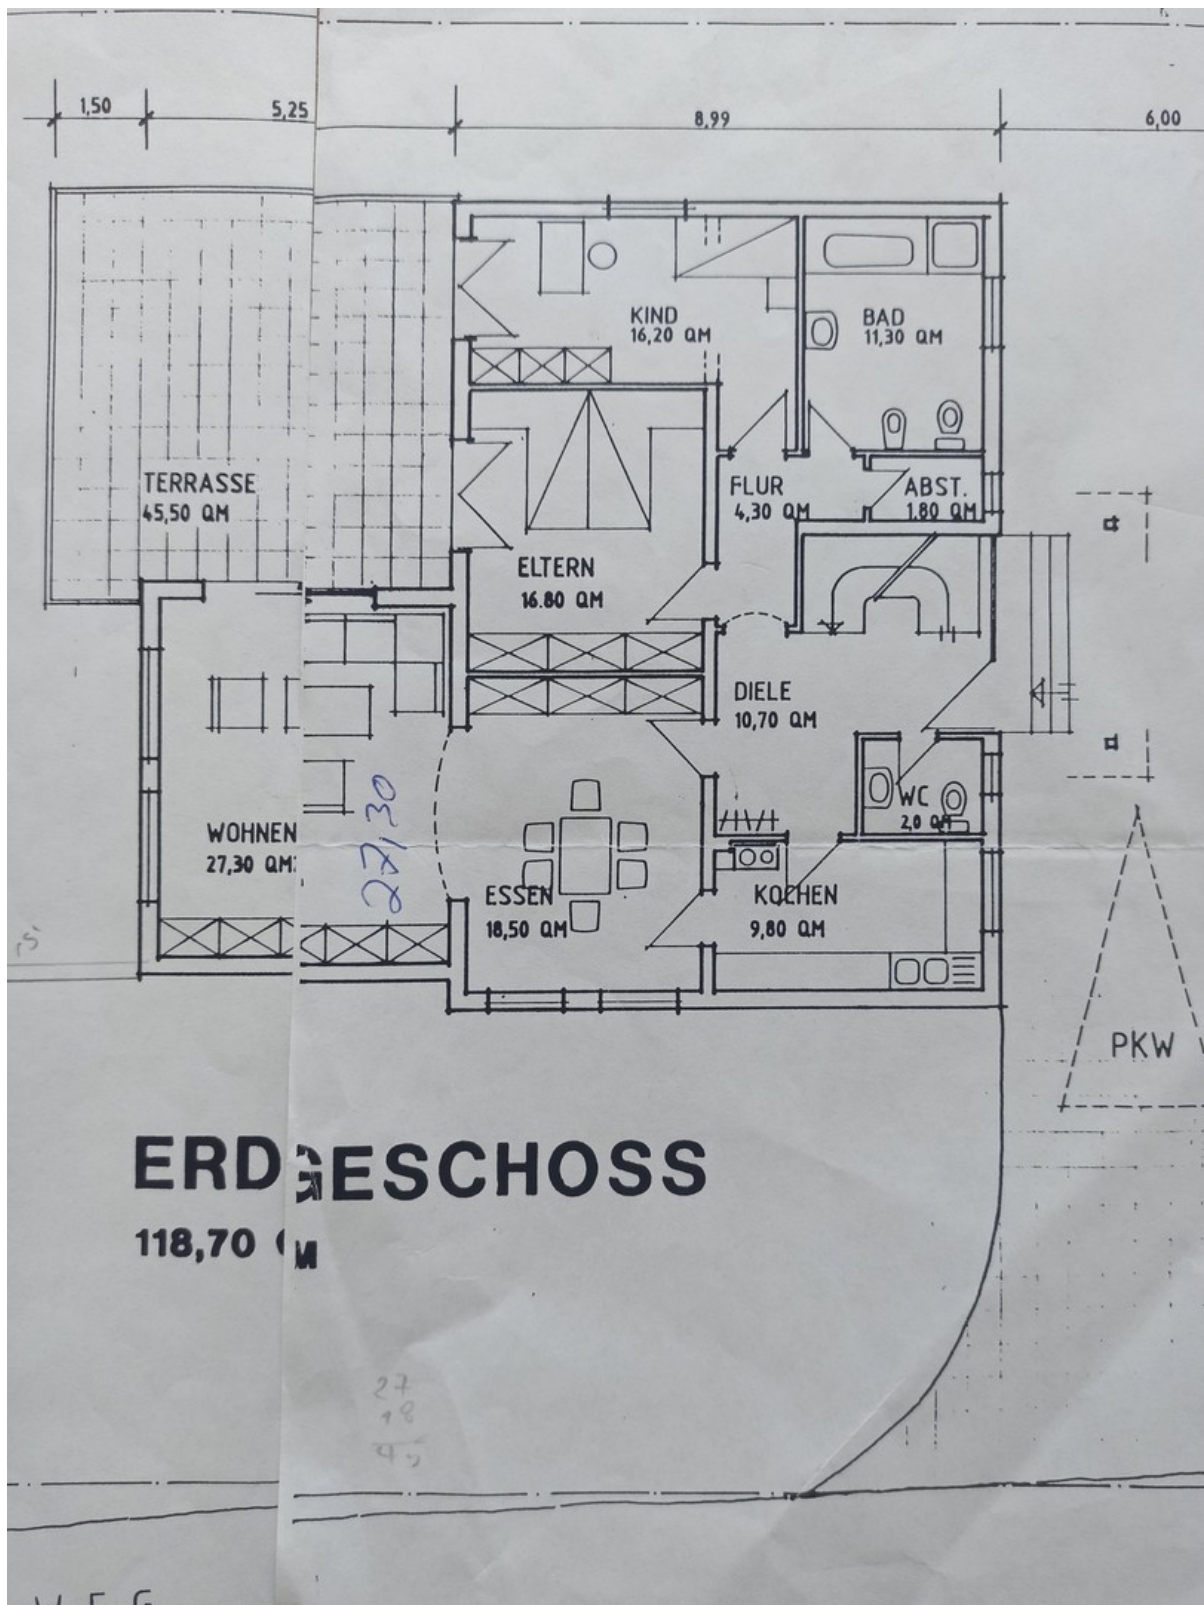 1,50
5,25
8,99
6,00
KIND
16,20 QM
BAD
11,30 QM
TERRASSE
45,50 QM
FLUR
4,30 QM
ABST.
1.80 QM
ELTERN
16.80 QM
DIELE
10,70 QM
WC
2,0 QM
WOHNEN
27,30 QM
27,30
ESSEN
18,50 QM
KOCHEN
9,80 QM
PKW
ERDGESCHOSS
118,70 QM
27
18
45